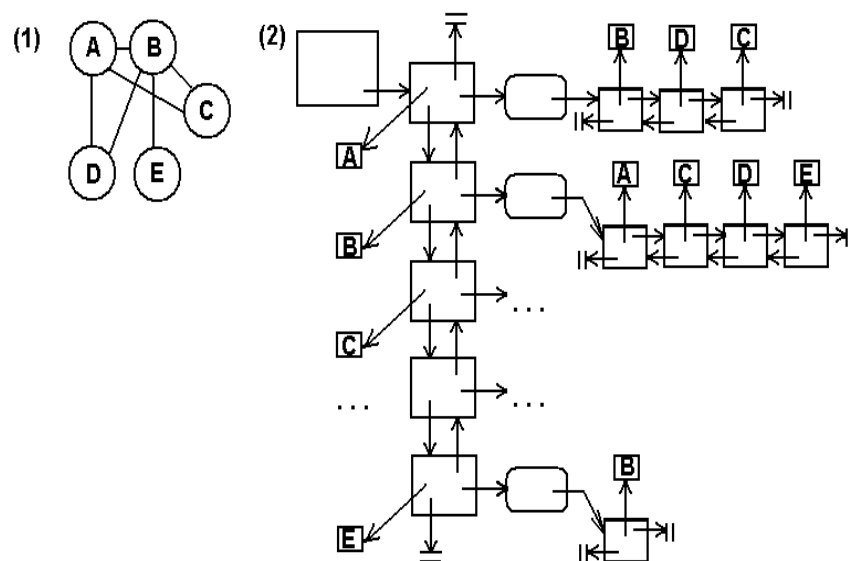 (1)
A B
C
D E
(2)
B D C
A
A C D E
B
C
. . .
. . .
. . .
B
E